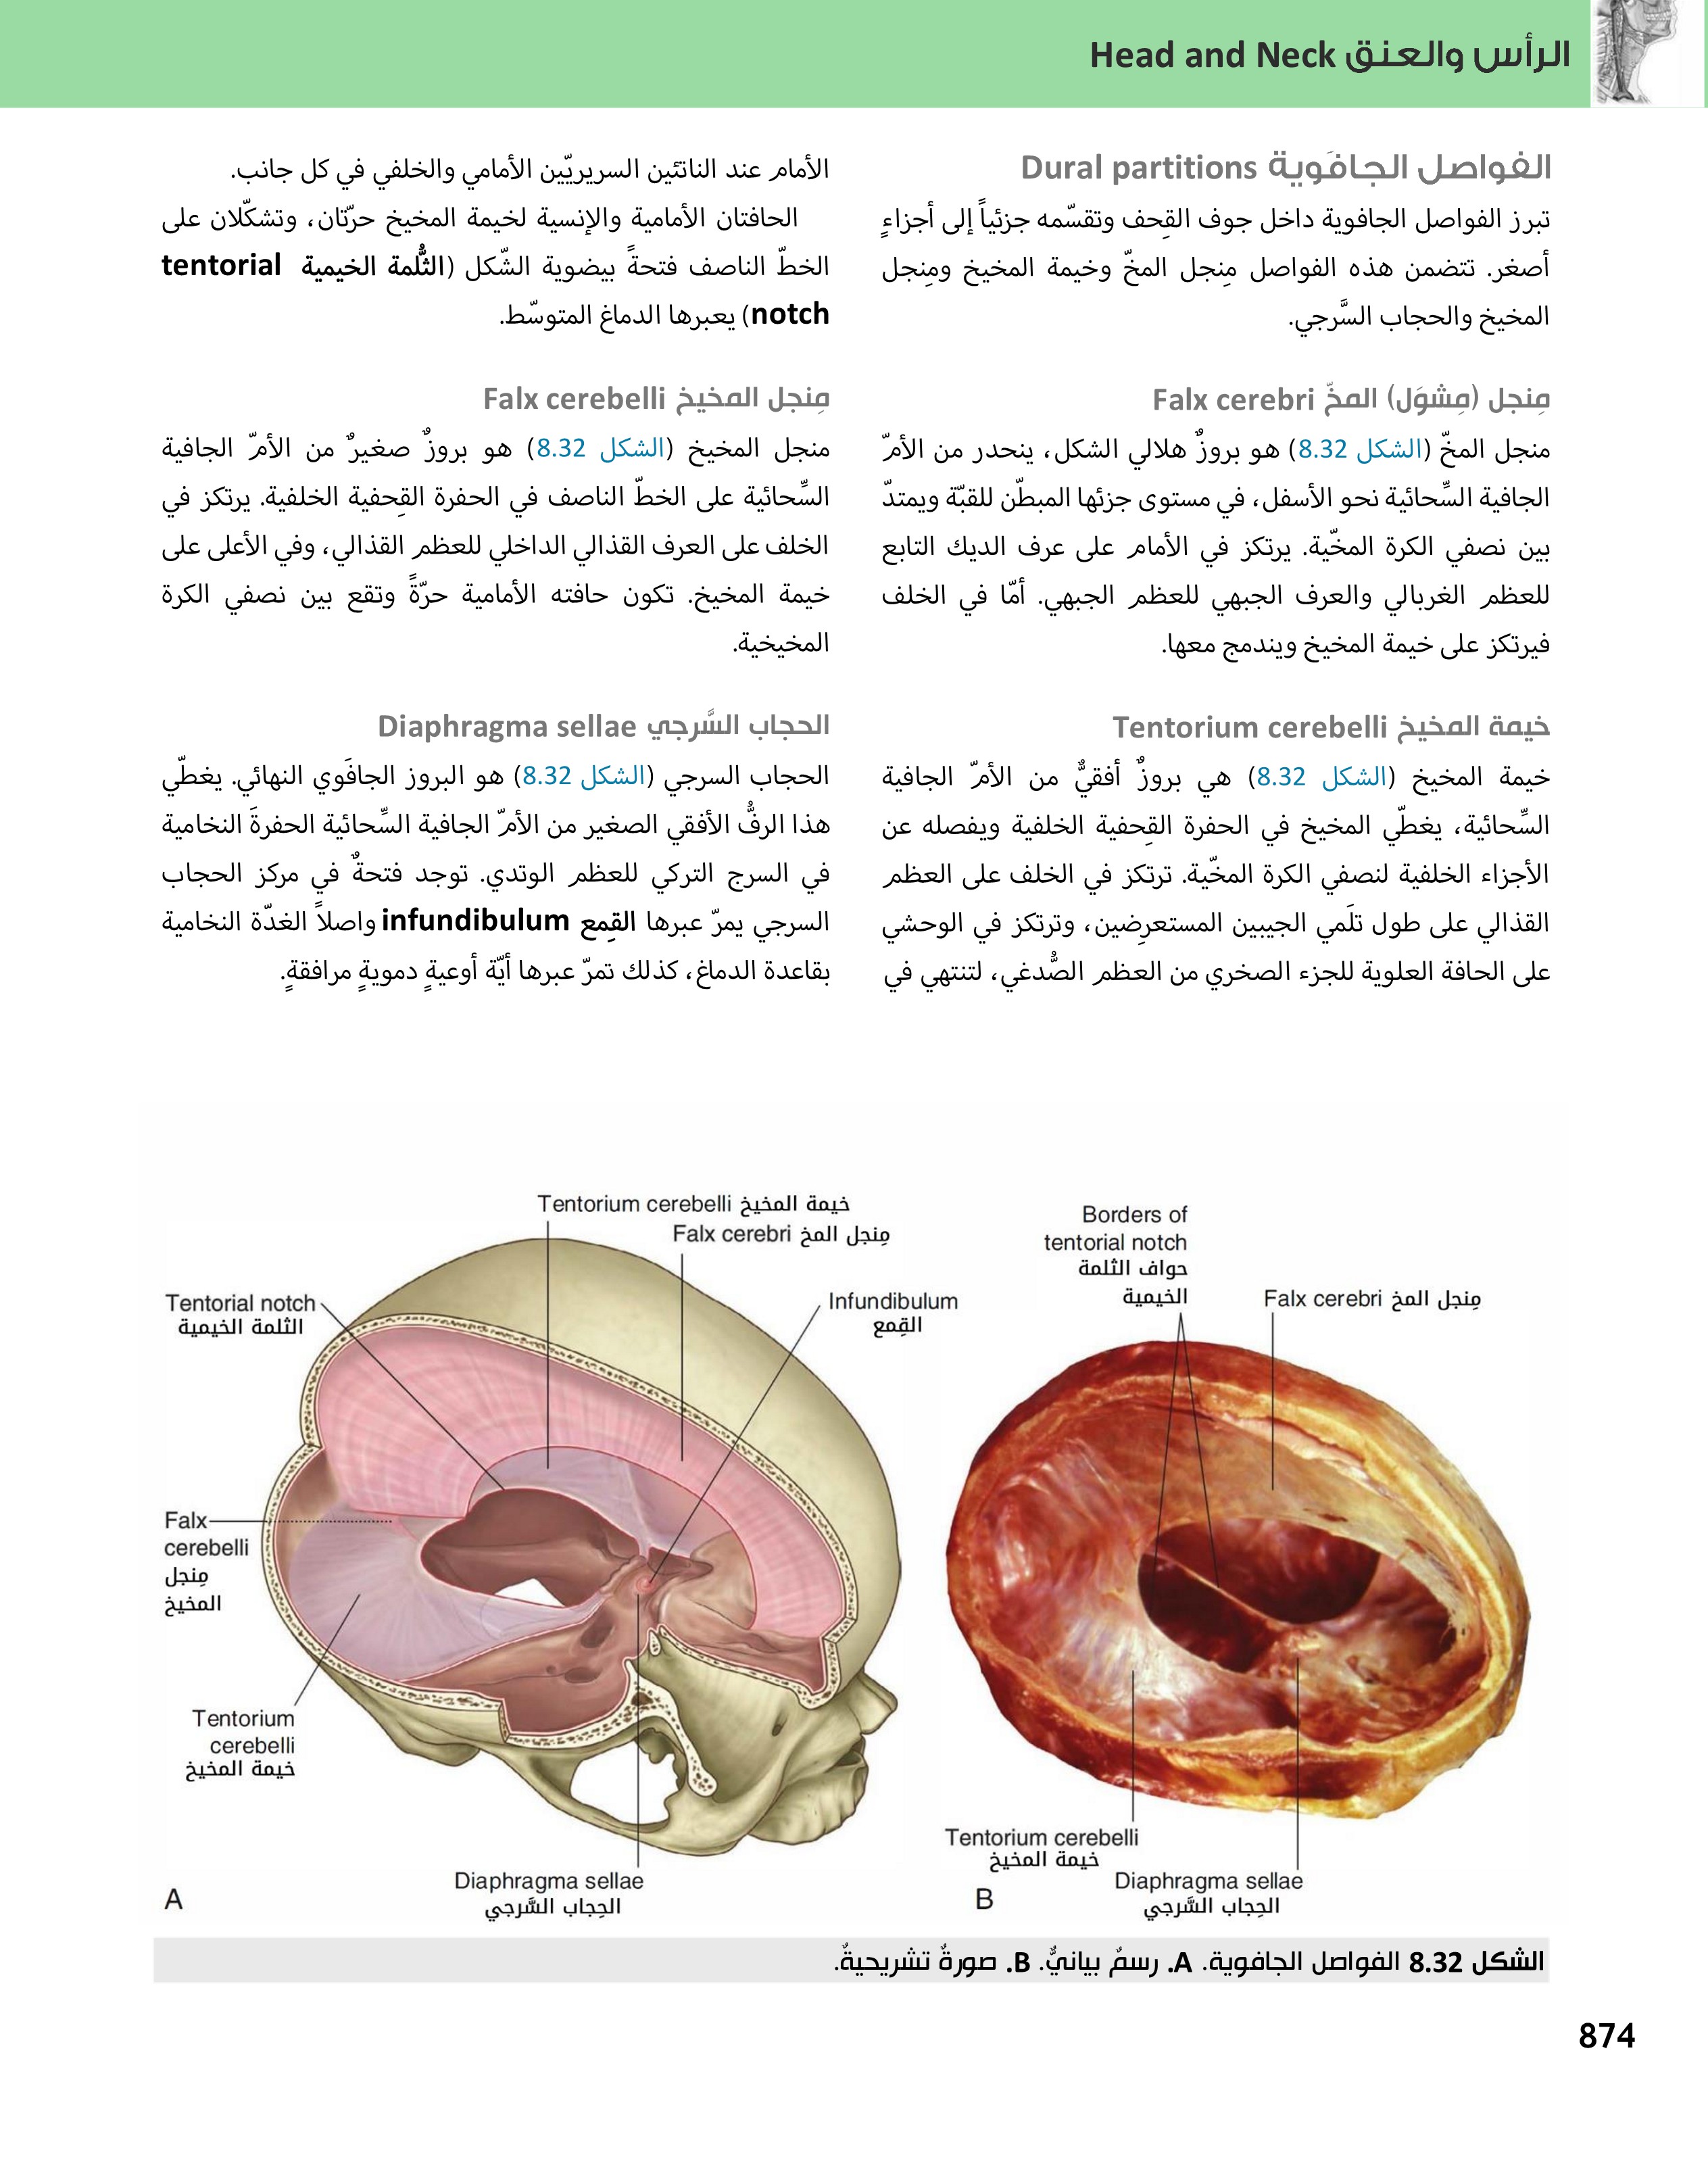 الرأس والعنق Head and Neck
الفواصل الجافَوية Dural partitions
تبرز الفواصل الجافوية داخل جوف القِحف وتقسّمه جزئياً إلى أجزاءٍ
أصغر. تتضمن هذه الفواصل مِنجل المخّ وخيمة المخيخ ومِنجل
المخيخ والحجاب السَّرجي.
مِنجل (مِشوَل) المخّ Falx cerebri
منجل المخّ (الشكل 8.32) هو بروزٌ هلالي الشكل، ينحدر من الأمّ
الجافية السِّحائية نحو الأسفل، في مستوى جزئها المبطّن للقبّة ويمتدّ
بين نصفي الكرة المخّية. يرتكز في الأمام على عرف الديك التابع
للعظم الغربالي والعرف الجبهي للعظم الجبهي. أمّا في الخلف
فيرتكز على خيمة المخيخ ويندمج معها.
خيمة المخيخ Tentorium cerebelli
خيمة المخيخ (الشكل 8.32) هي بروزٌ أفقيٌّ من الأمّ الجافية
السِّحائية، يغطّي المخيخ في الحفرة القِحفية الخلفية ويفصله عن
الأجزاء الخلفية لنصفي الكرة المخّية. ترتكز في الخلف على العظم
القذالي على طول تلَمي الجيبين المستعرِضين، وترتكز في الوحشي
على الحافة العلوية للجزء الصخري من العظم الصُّدغي، لتنتهي في
الأمام عند الناتئين السريريّين الأمامي والخلفي في كل جانب.
الحافتان الأمامية والإنسية لخيمة المخيخ حرّتان، وتشكّلان على
الخطّ الناصف فتحةً بيضوية الشّكل (الثُّلمة الخيمية tentorial
notch) يعبرها الدماغ المتوسّط.
مِنجل المخيخ Falx cerebelli
منجل المخيخ (الشكل 8.32) هو بروزٌ صغيرٌ من الأمّ الجافية
السِّحائية على الخطّ الناصف في الحفرة القِحفية الخلفية. يرتكز في
الخلف على العرف القذالي الداخلي للعظم القذالي، وفي الأعلى على
خيمة المخيخ. تكون حافته الأمامية حرّةً وتقع بين نصفي الكرة
المخيخية.
الحجاب السَّرجي Diaphragma sellae
الحجاب السرجي (الشكل 8.32) هو البروز الجافَوي النهائي. يغطّي
هذا الرفُّ الأفقي الصغير من الأمّ الجافية السِّحائية الحفرةَ النخامية
في السرج التركي للعظم الوتدي. توجد فتحةٌ في مركز الحجاب
السرجي يمرّ عبرها القِمع infundibulum واصلاً الغدّة النخامية
بقاعدة الدماغ، كذلك تمرّ عبرها أيّة أوعيةٍ دمويةٍ مرافقةٍ.
Tentorium cerebelli خيمة المخيخ
Falx cerebri مِنجل المخ
Tentorial notch
الثلمة الخيمية
Infundibulum
القِمع
Falx
cerebelli
مِنجل
المخيخ
Tentorium
cerebelli
خيمة المخيخ
Diaphragma sellae
الحِجاب السَّرجي
A
Borders of
tentorial notch
حواف الثلمة
الخيمية
Falx cerebri مِنجل المخ
Tentorium cerebelli
خيمة المخيخ
Diaphragma sellae
الحِجاب السَّرجي
B
الشكل 8.32 الفواصل الجافوية. A. رسمٌ بيانيٌّ. B. صورةٌ تشريحيةٌ.
874